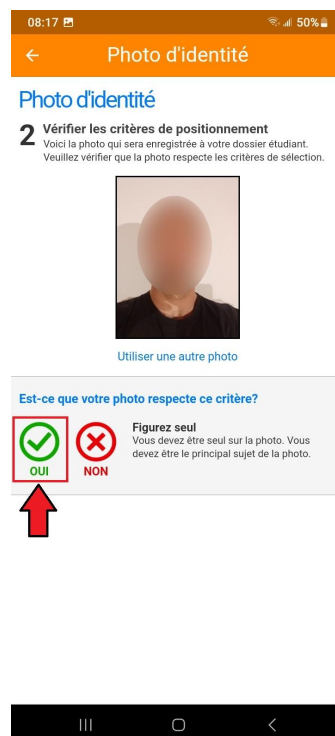 08:17 50%
Photo d'identité
Photo d'identité
2 Vérifier les critères de positionnement
Voici la photo qui sera enregistrée à votre dossier étudiant.
Veuillez vérifier que la photo respecte les critères de sélection.
Utiliser une autre photo
Est-ce que votre photo respecte ce critère?
Figurez seul
Vous devez être seul sur la photo. Vous
devez être le principal sujet de la photo.
OUI NON